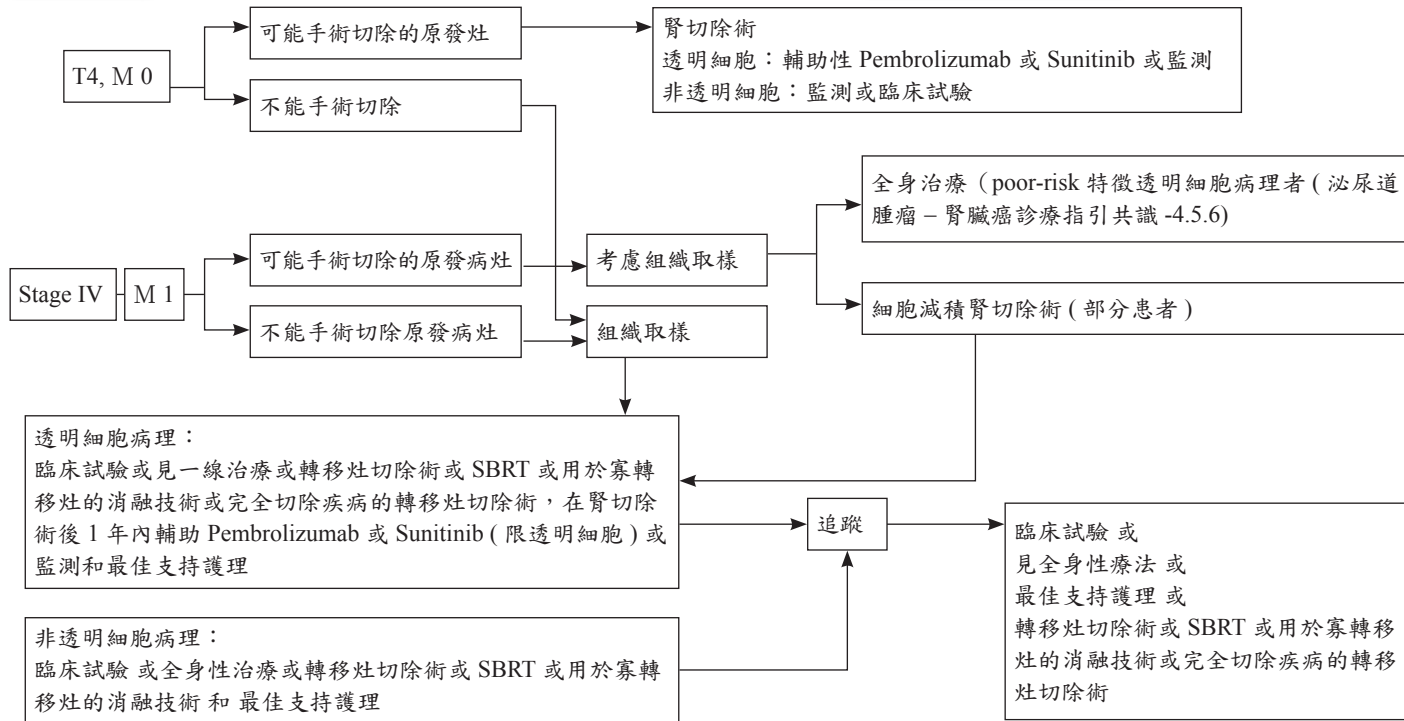 可能手術切除的原發灶
腎切除術
透明細胞：輔助性 Pembrolizumab 或 Sunitinib 或監測
非透明細胞：監測或臨床試驗
T4, M 0
不能手術切除
全身治療（poor-risk 特徵透明細胞病理者 ( 泌尿道
腫瘤 – 腎臟癌診療指引共識 -4.5.6)
可能手術切除的原發病灶
考慮組織取樣
Stage IV
M 1
細胞減積腎切除術 ( 部分患者 )
不能手術切除原發病灶
組織取樣
透明細胞病理：
臨床試驗或見一線治療或轉移灶切除術或 SBRT 或用於寡轉
移灶的消融技術或完全切除疾病的轉移灶切除術，在腎切除
術後 1 年內輔助 Pembrolizumab 或 Sunitinib ( 限透明細胞 ) 或
監測和最佳支持護理
追蹤
臨床試驗 或
見全身性療法 或
最佳支持護理 或
轉移灶切除術或 SBRT 或用於寡轉移
灶的消融技術或完全切除疾病的轉移
灶切除術
非透明細胞病理：
臨床試驗 或全身性治療或轉移灶切除術或 SBRT 或用於寡轉
移灶的消融技術 和 最佳支持護理